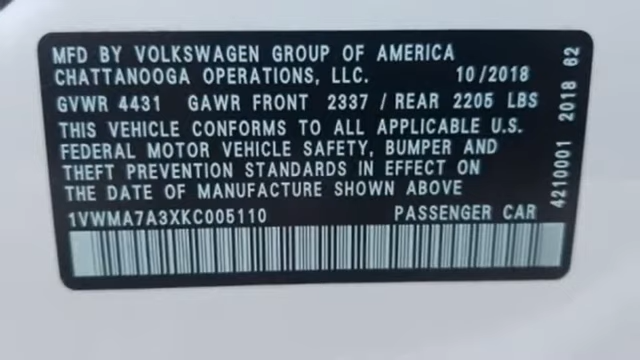 MFD BY VOLKSWAGEN GROUP OF AMERICA
CHATTANOOGA OPERATIONS, LLC. 10/2018
GVWR 4431 GAWR FRONT 2337 / REAR 2205 LBS
THIS VEHICLE CONFORMS TO ALL APPLICABLE U.S.
FEDERAL MOTOR VEHICLE SAFETY, BUMPER AND
THEFT PREVENTION STANDARDS IN EFFECT ON
THE DATE OF MANUFACTURE SHOWN ABOVE
1VWMA7A3XKC005110 PASSENGER CAR
4210001 2018 62